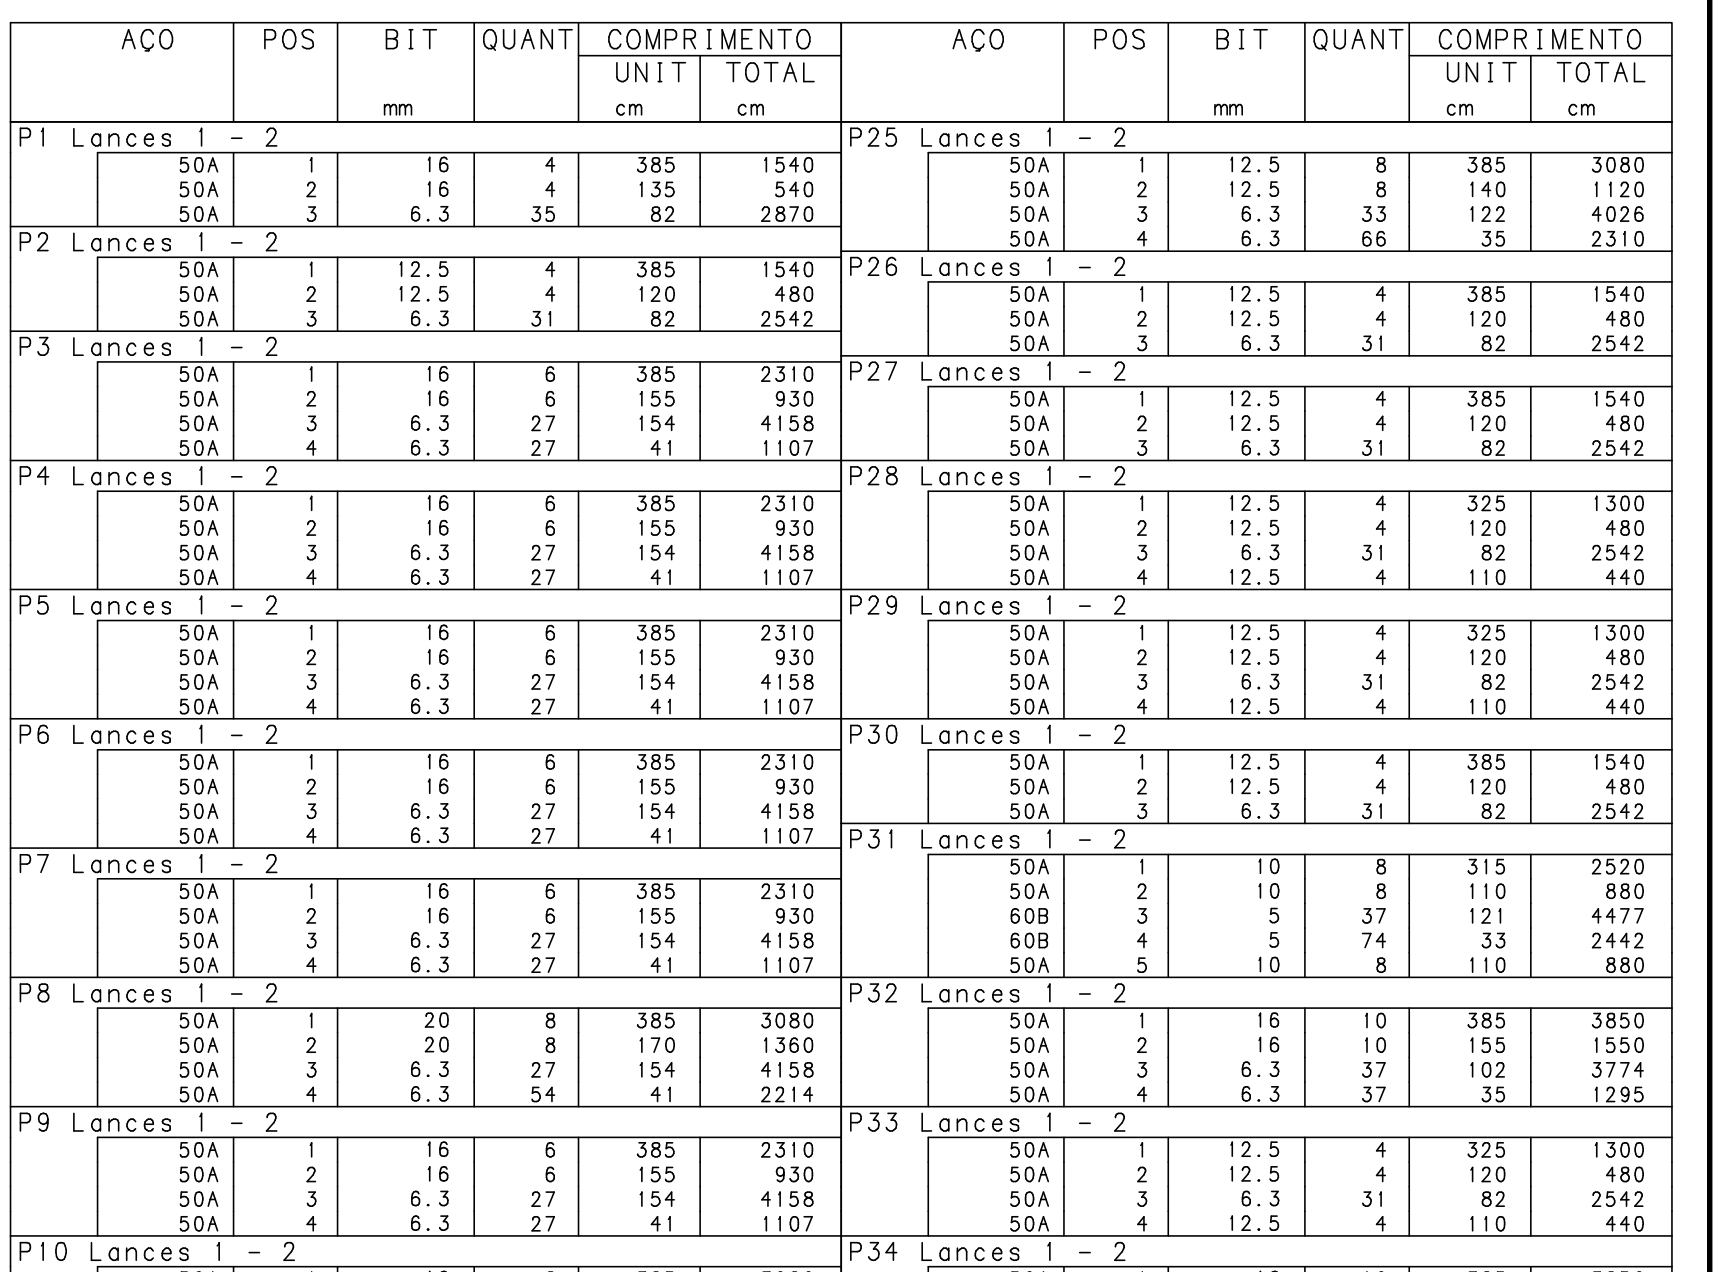 AÇO POS BIT QUANT COMPRIMENTO
UNIT TOTAL
mm cm cm
P1 Lances 1 - 2
50A 1 16 4 385 1540
50A 2 16 4 135 540
50A 3 6.3 35 82 2870
P2 Lances 1 - 2
50A 1 12.5 4 385 1540
50A 2 12.5 4 120 480
50A 3 6.3 31 82 2542
P3 Lances 1 - 2
50A 1 16 6 385 2310
50A 2 16 6 155 930
50A 3 6.3 27 154 4158
50A 4 6.3 27 41 1107
P4 Lances 1 - 2
50A 1 16 6 385 2310
50A 2 16 6 155 930
50A 3 6.3 27 154 4158
50A 4 6.3 27 41 1107
P5 Lances 1 - 2
50A 1 16 6 385 2310
50A 2 16 6 155 930
50A 3 6.3 27 154 4158
50A 4 6.3 27 41 1107
P6 Lances 1 - 2
50A 1 16 6 385 2310
50A 2 16 6 155 930
50A 3 6.3 27 154 4158
50A 4 6.3 27 41 1107
P7 Lances 1 - 2
50A 1 16 6 385 2310
50A 2 16 6 155 930
50A 3 6.3 27 154 4158
50A 4 6.3 27 41 1107
P8 Lances 1 - 2
50A 1 20 8 385 3080
50A 2 20 8 170 1360
50A 3 6.3 27 154 4158
50A 4 6.3 54 41 2214
P9 Lances 1 - 2
50A 1 16 6 385 2310
50A 2 16 6 155 930
50A 3 6.3 27 154 4158
50A 4 6.3 27 41 1107
P10 Lances 1 - 2
AÇO POS BIT QUANT COMPRIMENTO
UNIT TOTAL
mm cm cm
P25 Lances 1 - 2
50A 1 12.5 8 385 3080
50A 2 12.5 8 140 1120
50A 3 6.3 33 122 4026
50A 4 6.3 66 35 2310
P26 Lances 1 - 2
50A 1 12.5 4 385 1540
50A 2 12.5 4 120 480
50A 3 6.3 31 82 2542
P27 Lances 1 - 2
50A 1 12.5 4 385 1540
50A 2 12.5 4 120 480
50A 3 6.3 31 82 2542
P28 Lances 1 - 2
50A 1 12.5 4 325 1300
50A 2 12.5 4 120 480
50A 3 6.3 31 82 2542
50A 4 12.5 4 110 440
P29 Lances 1 - 2
50A 1 12.5 4 325 1300
50A 2 12.5 4 120 480
50A 3 6.3 31 82 2542
50A 4 12.5 4 110 440
P30 Lances 1 - 2
50A 1 12.5 4 385 1540
50A 2 12.5 4 120 480
50A 3 6.3 31 82 2542
P31 Lances 1 - 2
50A 1 10 8 315 2520
50A 2 10 8 110 880
60B 3 5 37 121 4477
60B 4 5 74 33 2442
50A 5 10 8 110 880
P32 Lances 1 - 2
50A 1 16 10 385 3850
50A 2 16 10 155 1550
50A 3 6.3 37 102 3774
50A 4 6.3 37 35 1295
P33 Lances 1 - 2
50A 1 12.5 4 325 1300
50A 2 12.5 4 120 480
50A 3 6.3 31 82 2542
50A 4 12.5 4 110 440
P34 Lances 1 - 2